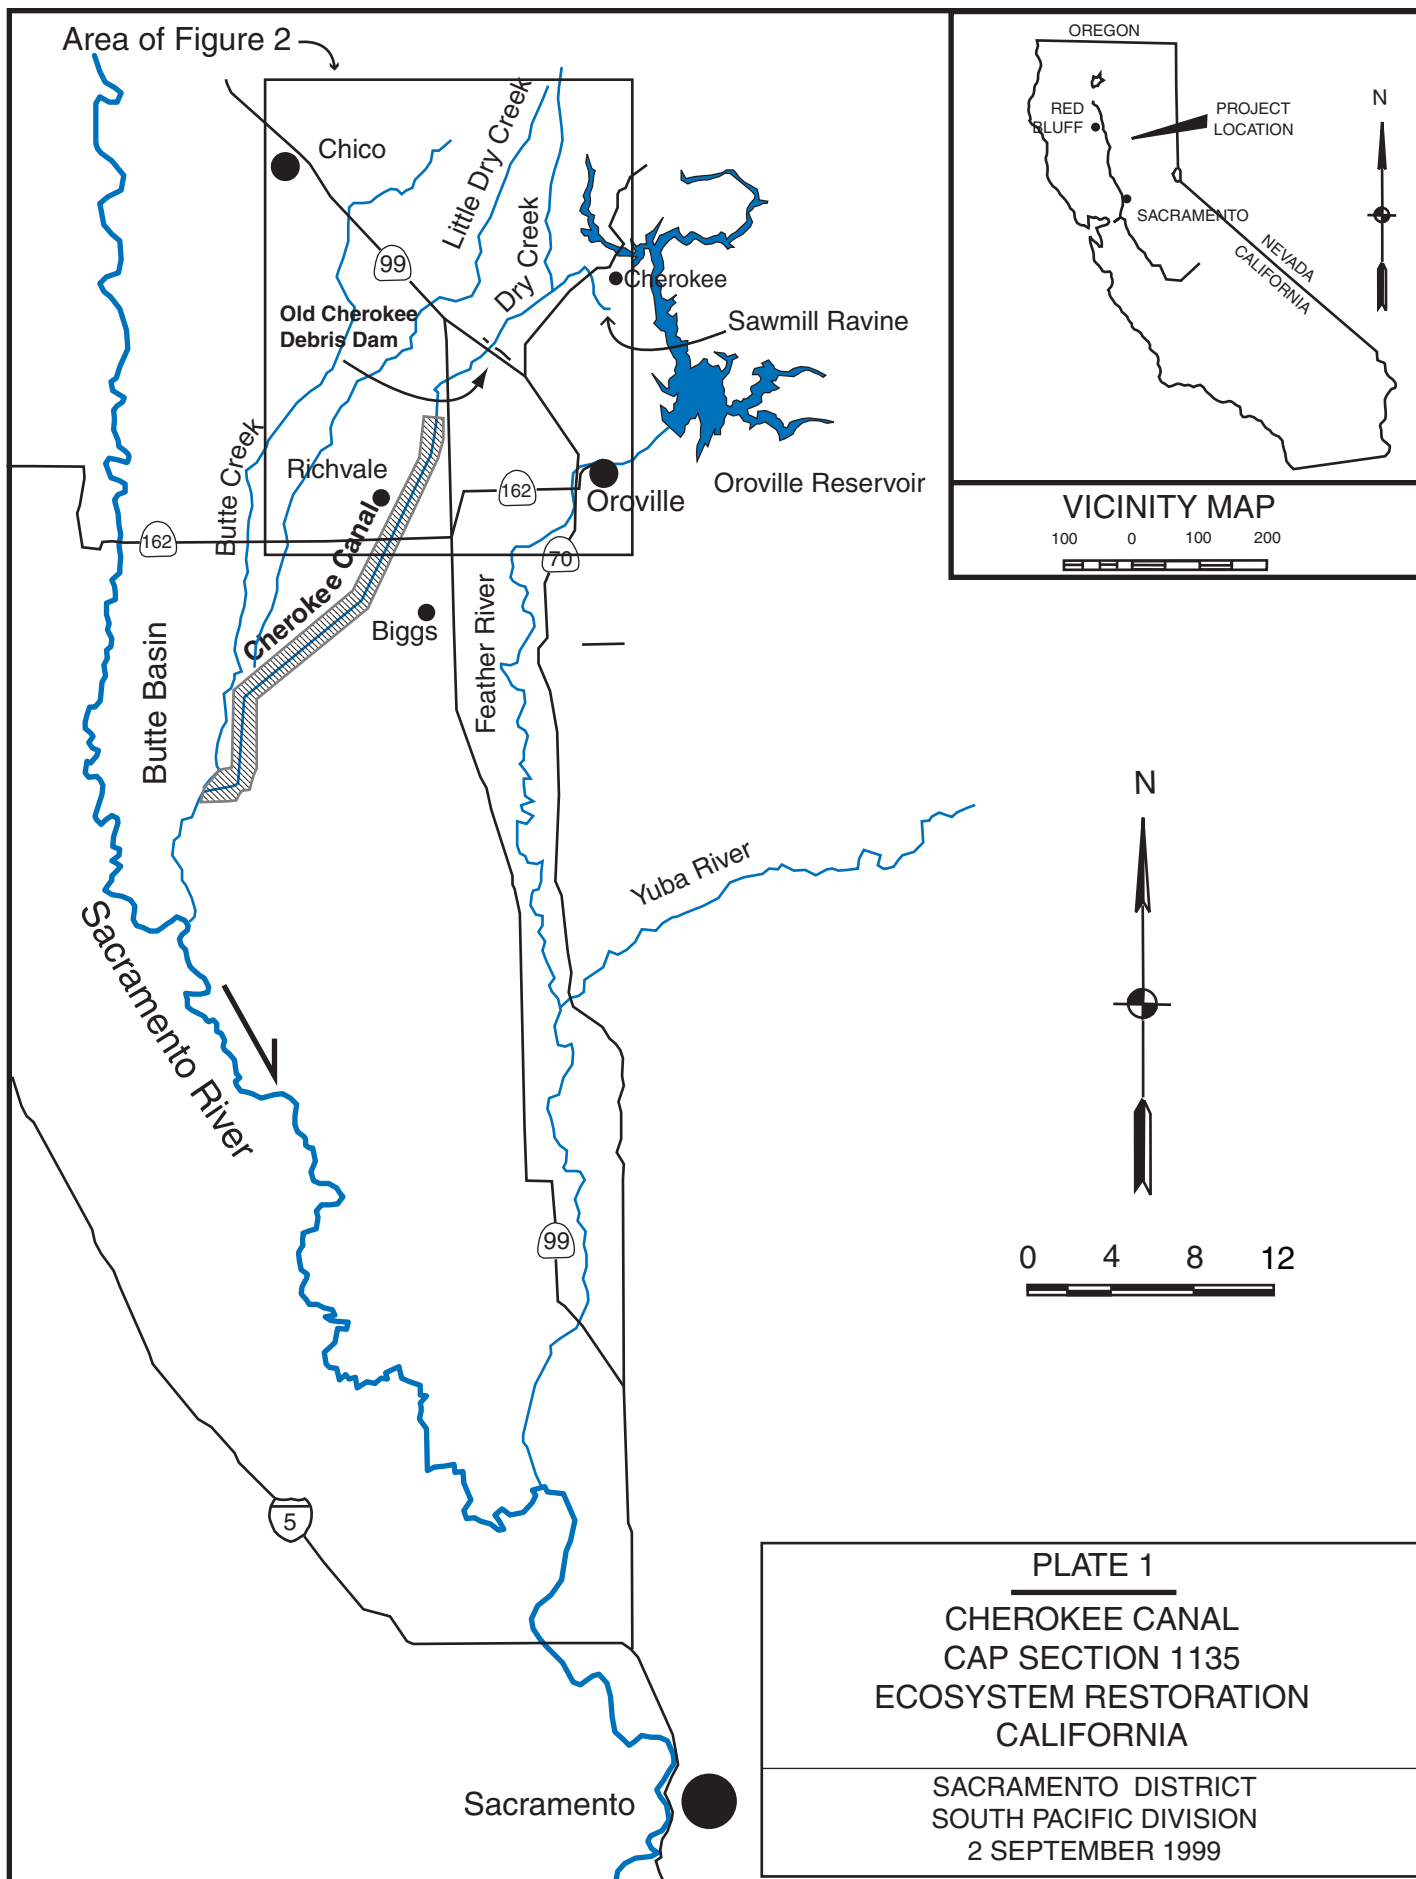 Area of Figure 2
Chico
99
Little Dry Creek
Dry Creek
Cherokee
Sawmill Ravine
Old Cherokee
Debris Dam
Butte Creek
Richvale
162
Oroville
Oroville Reservoir
162
70
Cherokee Canal
Biggs
Feather River
Butte Basin
Yuba River
Sacramento River
99
5
Sacramento
OREGON
RED
BLUFF
PROJECT
LOCATION
N
SACRAMENTO
NEVADA
CALIFORNIA
VICINITY MAP
100 0 100 200
N
0 4 8 12
PLATE 1
CHEROKEE CANAL
CAP SECTION 1135
ECOSYSTEM RESTORATION
CALIFORNIA
SACRAMENTO DISTRICT
SOUTH PACIFIC DIVISION
2 SEPTEMBER 1999